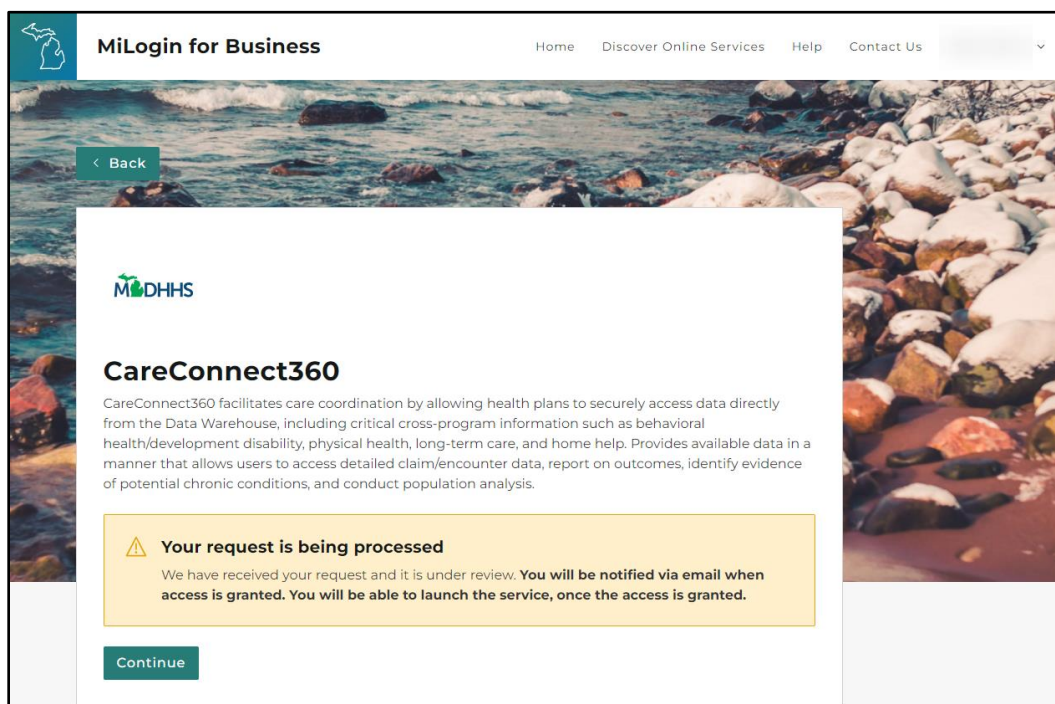 MiLogin for Business
Home Discover Online Services Help Contact Us
< Back
MDHHS
CareConnect360
CareConnect360 facilitates care coordination by allowing health plans to securely access data directly
from the Data Warehouse, including critical cross-program information such as behavioral
health/development disability, physical health, long-term care, and home help. Provides available data in a
manner that allows users to access detailed claim/encounter data, report on outcomes, identify evidence
of potential chronic conditions, and conduct population analysis.
Your request is being processed
We have received your request and it is under review. You will be notified via email when
access is granted. You will be able to launch the service, once the access is granted.
Continue